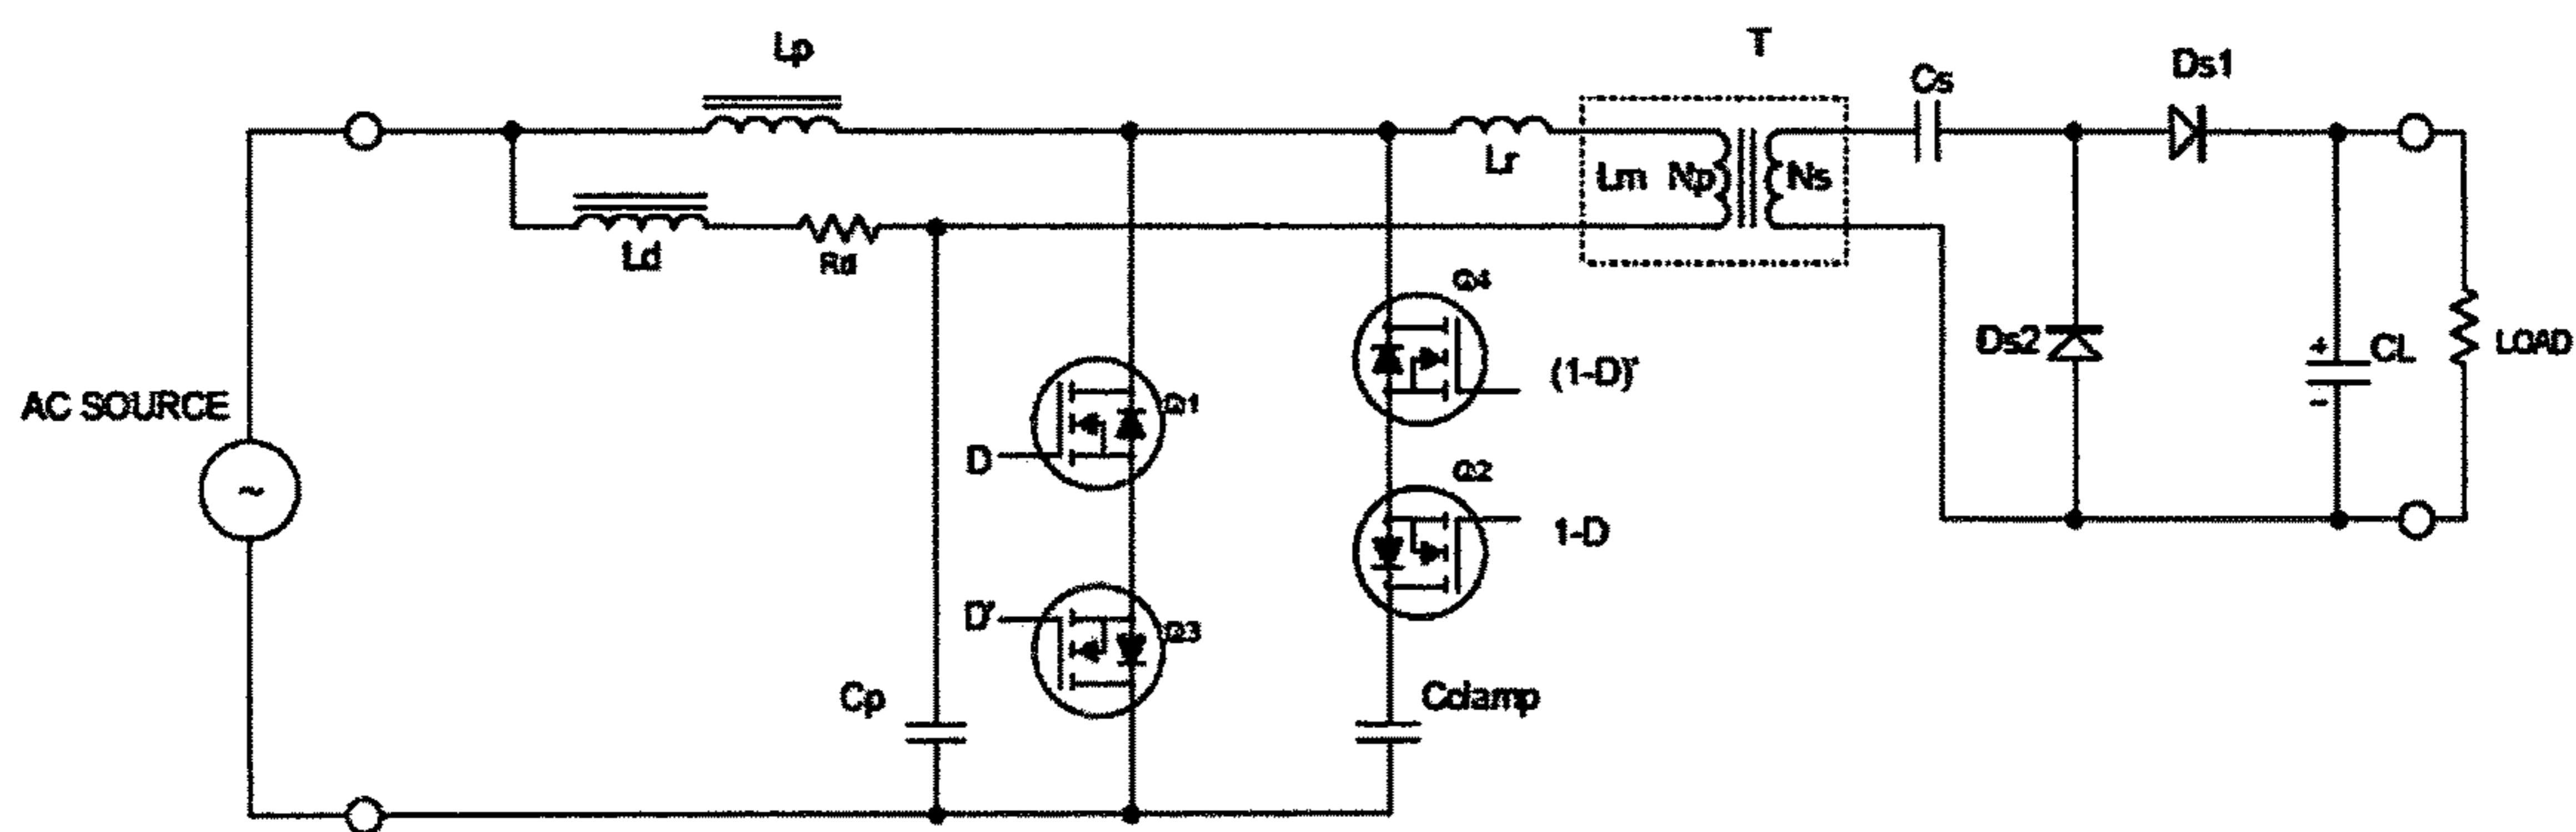 Lp
T
Cs
Ds1
Lr
Lm Np Ns
Ld
Rd
Q4
Ds2
CL
LOAD
+
-
(1-D)'
AC SOURCE
Q1
D
Q2
1-D
~
D'
Q3
Cp
Cclamp